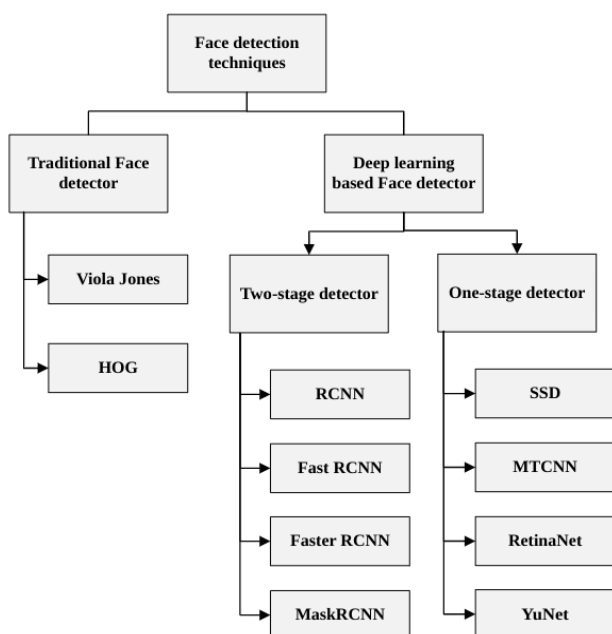 Face detection
techniques
Traditional Face
detector
Deep learning
based Face detector
Viola Jones
HOG
Two-stage detector
One-stage detector
RCNN
Fast RCNN
Faster RCNN
MaskRCNN
SSD
MTCNN
RetinaNet
YuNet